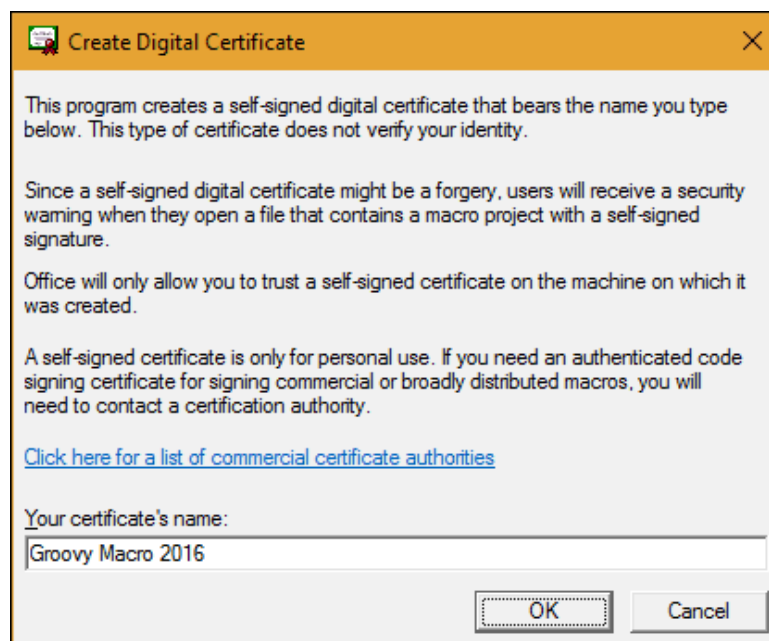 Create Digital Certificate
This program creates a self-signed digital certificate that bears the name you type
below. This type of certificate does not verify your identity.
Since a self-signed digital certificate might be a forgery, users will receive a security
warning when they open a file that contains a macro project with a self-signed
signature.
Office will only allow you to trust a self-signed certificate on the machine on which it
was created.
A self-signed certificate is only for personal use. If you need an authenticated code
signing certificate for signing commercial or broadly distributed macros, you will
need to contact a certification authority.
Click here for a list of commercial certificate authorities
Your certificate's name:
Groovy Macro 2016
OK Cancel